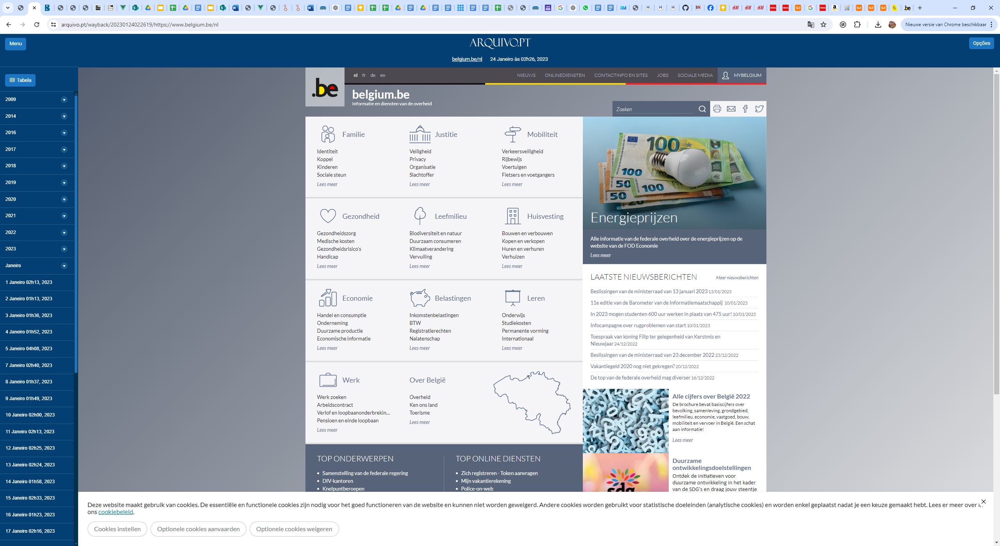 arquivo.pt/wayback/20230124022619/https://www.belgium.be/nl
Nieuwe versie van Chrome beschikbaar
Menu
ARQUIVO.PT
Opções
belgium.be/nl 24 Janeiro às 02h26, 2023
Tabela
2009
2014
2016
2017
2018
2019
2020
2021
2022
2023
Janeiro
1 Janeiro 02h13, 2023
2 Janeiro 01h13, 2023
3 Janeiro 01h36, 2023
4 Janeiro 01h52, 2023
5 Janeiro 04h08, 2023
7 Janeiro 02h40, 2023
8 Janeiro 01h37, 2023
9 Janeiro 01h49, 2023
10 Janeiro 02h00, 2023
11 Janeiro 02h13, 2023
12 Janeiro 02h25, 2023
13 Janeiro 02h24, 2023
14 Janeiro 01h58, 2023
15 Janeiro 02h33, 2023
16 Janeiro 01h23, 2023
17 Janeiro 02h16, 2023
.be
nl fr de en
NIEUWS ONLINEDIENSTEN CONTACTINFO EN SITES JOBS SOCIALE MEDIA MYBELGIUM
belgium.be
Informatie en diensten van de overheid
Zoeken
Familie
Identiteit
Koppel
Kinderen
Sociale steun
Lees meer
Justitie
Veiligheid
Privacy
Organisatie
Slachtoffer
Lees meer
Mobiliteit
Verkeersveiligheid
Rijbewijs
Voertuigen
Fietsers en voetgangers
Lees meer
Gezondheid
Gezondheidszorg
Medische kosten
Gezondheidsrisico's
Handicap
Lees meer
Leefmilieu
Biodiversiteit en natuur
Duurzaam consumeren
Klimaatverandering
Vervuiling
Lees meer
Huisvesting
Bouwen en verbouwen
Kopen en verkopen
Huren en verhuren
Verhuizen
Lees meer
Economie
Handel en consumptie
Onderneming
Duurzame productie
Economische informatie
Lees meer
Belastingen
Inkomstenbelastingen
BTW
Registratierechten
Nalatenschap
Lees meer
Leren
Onderwijs
Studiekosten
Permanente vorming
Internationaal
Lees meer
Werk
Werk zoeken
Arbeidscontract
Verlof en loopbaanonderbrekin...
Pensioen en einde loopbaan
Lees meer
Over België
Overheid
Ken ons land
Toerisme
Lees meer
TOP ONDERWERPEN
• Samenstelling van de federale regering
• DIV-kantoren
• Knelpuntberoepen
TOP ONLINE DIENSTEN
• Zich registreren - Token aanvragen
• Mijn vakantierekening
• Police-on-web
100
100
50
100
50
20
Energieprijzen
Alle informatie van de federale overheid over de energieprijzen op de
website van de FOD Economie
Lees meer
LAATSTE NIEUWSBERICHTEN
Meer nieuwsberichten
Beslissingen van de ministerraad van 13 januari 2023 13/01/2023
11e editie van de Barometer van de Informatiemaatschappij 10/01/2023
In 2023 mogen studenten 600 uur werken in plaats van 475 uur! 10/01/2023
Infocampagne over rugproblemen van start 10/01/2023
Toespraak van koning Filip ter gelegenheid van Kerstmis en
Nieuwjaar 24/12/2022
Beslissingen van de ministerraad van 23 december 2022 23/12/2022
Vakantiegeld 2020 nog niet gekregen? 20/12/2022
De top van de federale overheid mag diverser 16/12/2022
Alle cijfers over België 2022
De brochure bevat basiscijfers over
bevolking, samenleving, grondgebied,
leefmilieu, economie, vastgoed, bouw,
mobiliteit en vervoer in België. Een schat
aan informatie!
Lees meer
sdg
Duurzame
ontwikkelingsdoelstellingen
Ontdek de initiatieven voor
duurzame ontwikkeling in het kader
van de SDG's en draag jouw steentje
Deze website maakt gebruik van cookies. De essentiële en functionele cookies zijn nodig voor het goed functioneren van de website en kunnen niet worden geweigerd. Andere cookies worden gebruikt voor statistische doeleinden (analytische cookies) en worden enkel geplaatst nadat je een keuze gemaakt hebt. Lees er meer over
ons cookiebeleid.
Cookies instellen
Optionele cookies aanvaarden
Optionele cookies weigeren